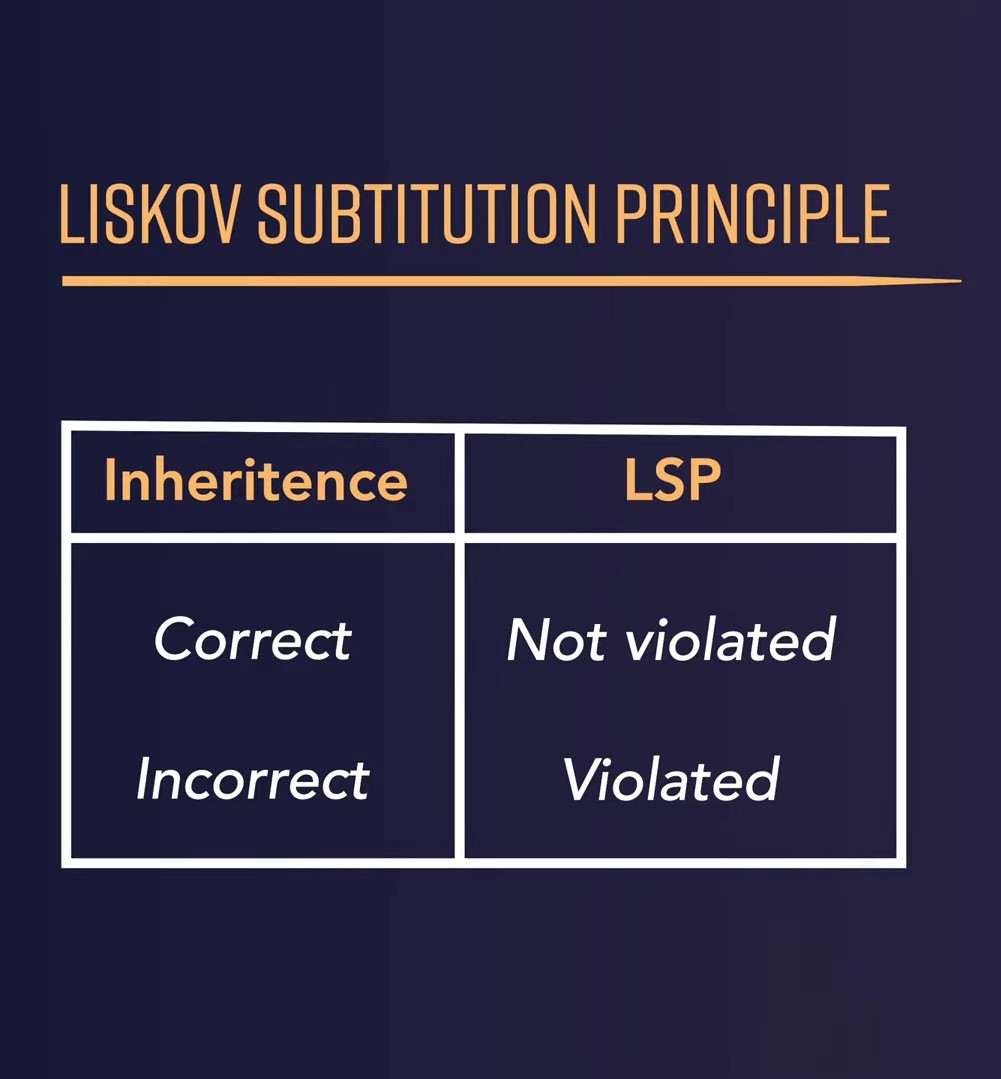 LISKOV SUBTITUTION PRINCIPLE
Inheritence LSP
Correct Not violated
Incorrect Violated